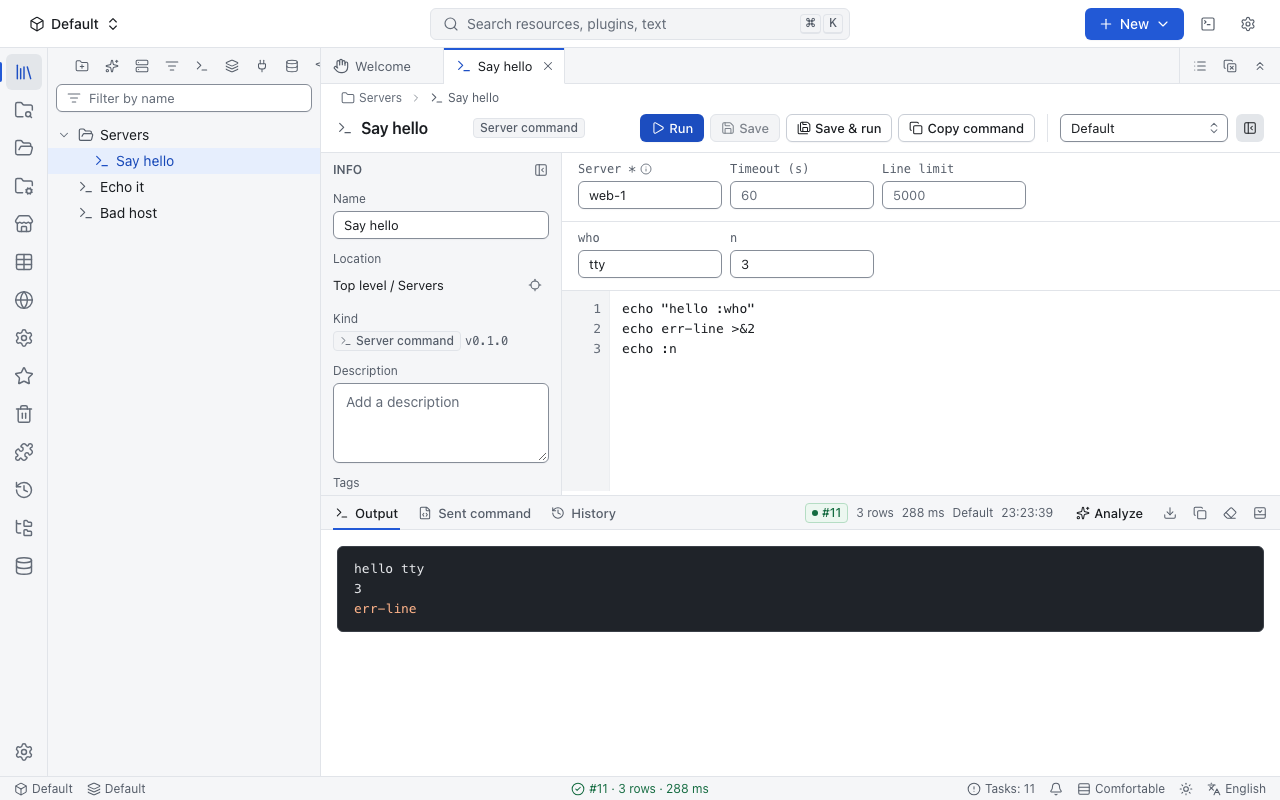 Default
Search resources, plugins, text
⌘ K
New
Filter by name
Servers
Say hello
Echo it
Bad host
Welcome
Say hello
Servers
Say hello
Say hello
Server command
Run
Save
Save & run
Copy command
Default
INFO
Name
Say hello
Location
Top level / Servers
Kind
Server command v0.1.0
Description
Add a description
Tags
Server * Timeout (s) Line limit
web-1 60 5000
who n
tty 3
1 echo "hello :who"
2 echo err-line >&2
3 echo :n
Output Sent command History
#11 3 rows 288 ms Default 23:23:39 Analyze
hello tty
3
err-line
Default Default
#11 · 3 rows · 288 ms
Tasks: 11 Comfortable English